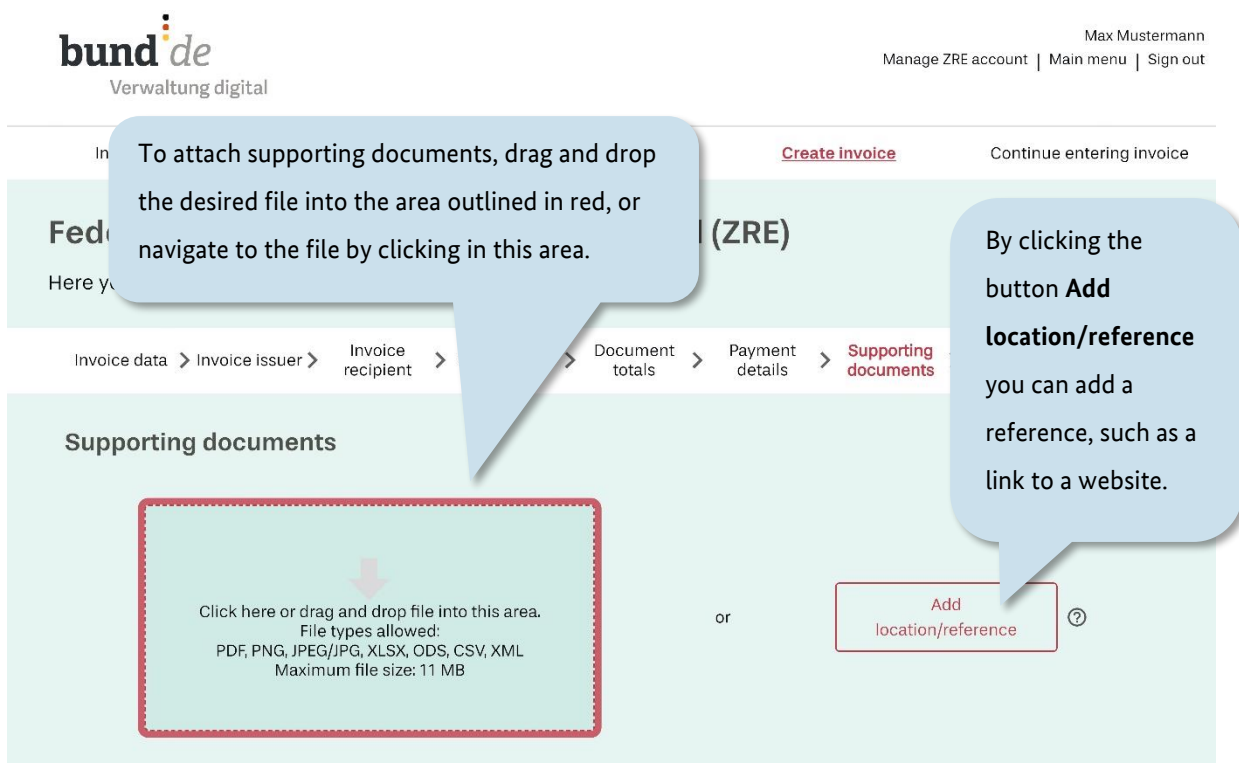 bund de
Verwaltung digital
Max Mustermann
Manage ZRE account | Main menu | Sign out
To attach supporting documents, drag and drop
the desired file into the area outlined in red, or
navigate to the file by clicking in this area.
Create invoice
Continue entering invoice
(ZRE)
Here
By clicking the
button Add
location/reference
you can add a
reference, such as a
link to a website.
Invoice data > Invoice issuer > Invoice
recipient > > Document
totals > Payment
details > Supporting
documents
Supporting documents
Click here or drag and drop file into this area.
File types allowed:
PDF, PNG, JPEG/JPG, XLSX, ODS, CSV, XML
Maximum file size: 11 MB
or
Add
location/reference
?